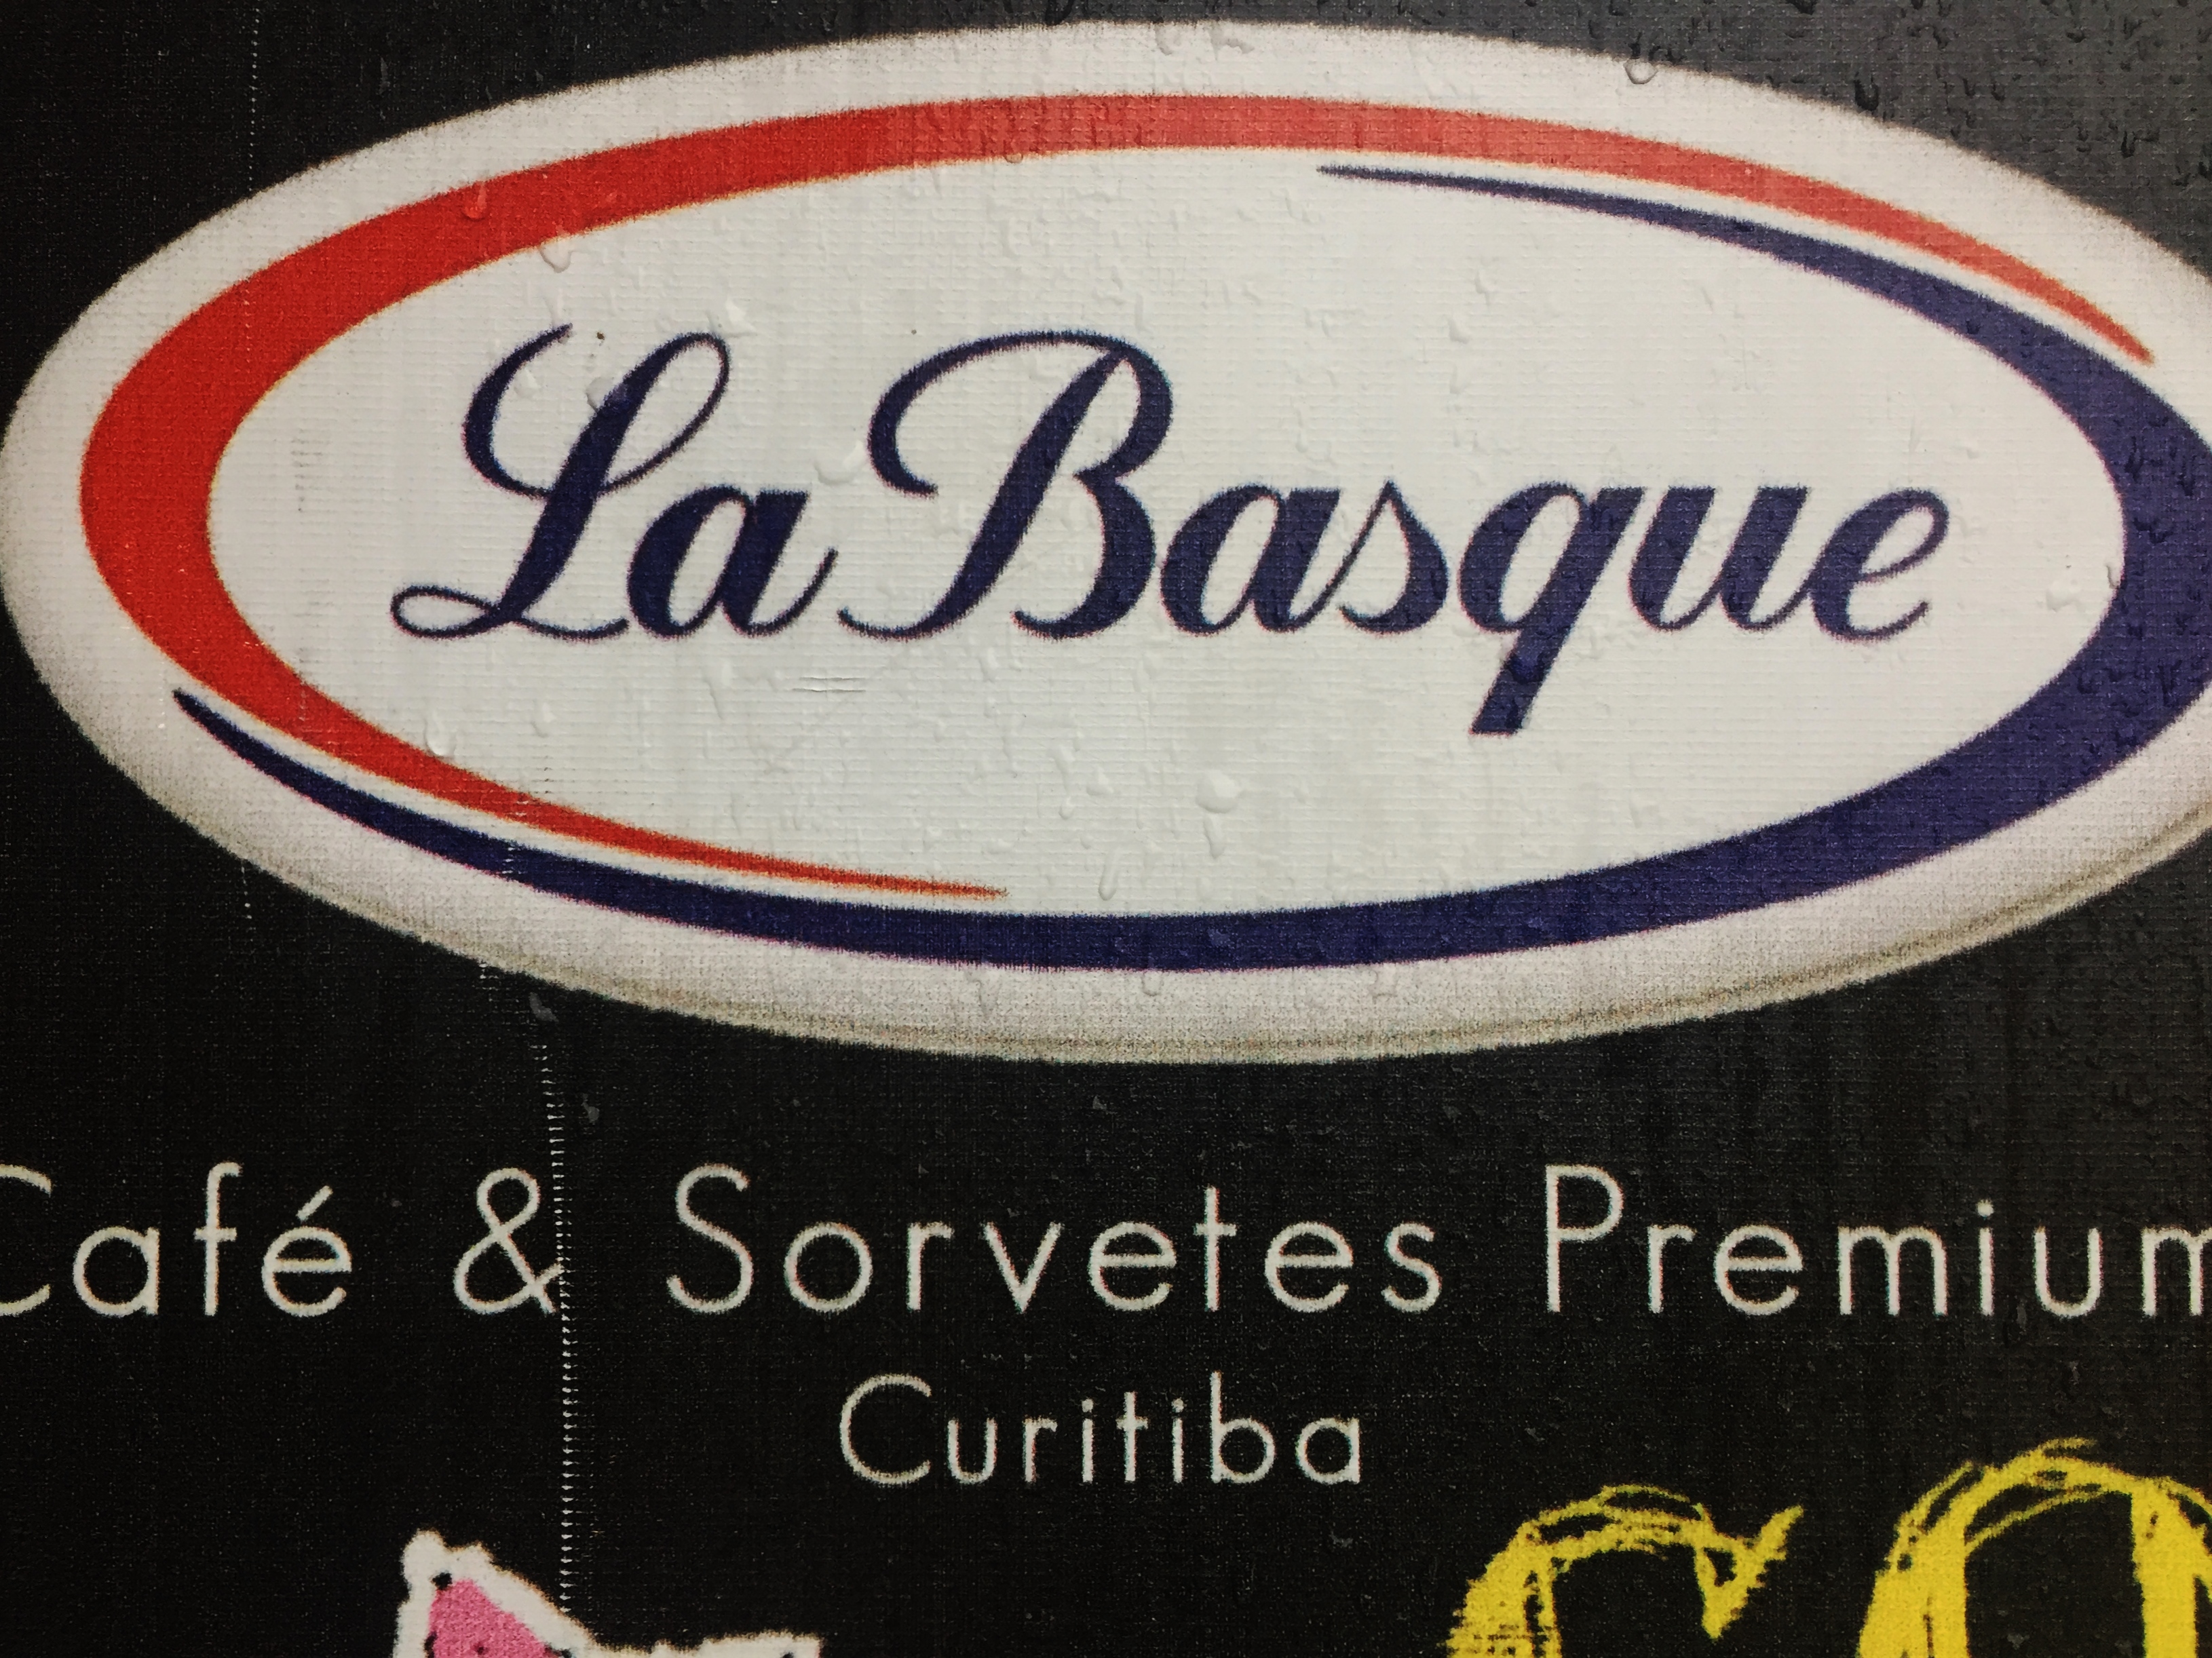 La Basque
Café & Sorvetes Premium
Curitiba